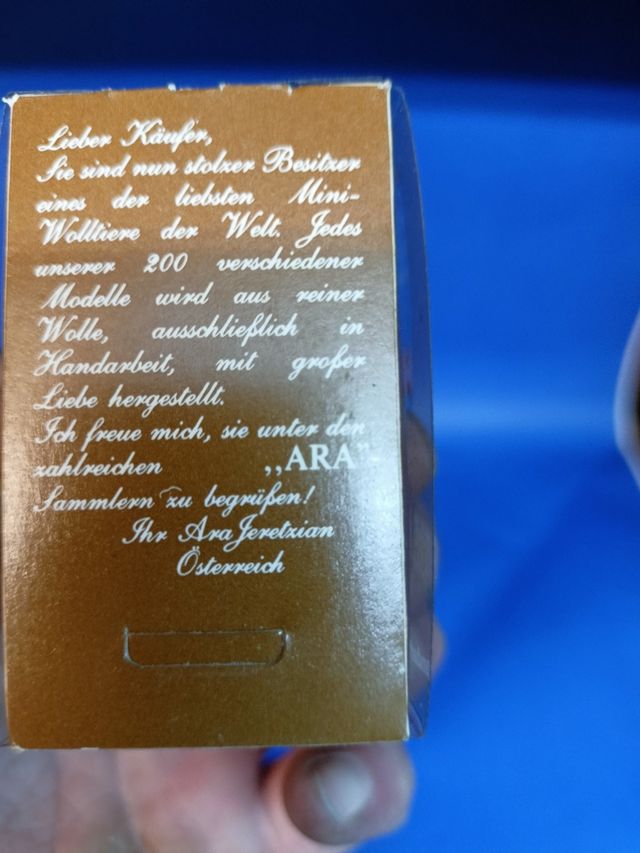 Lieber Käufer,
Sie sind nun stolzer Besitzer
eines der liebsten Mini-
Wolltiere der Welt. Jedes
unserer 200 verschiedener
Modelle wird aus reiner
Wolle, ausschließlich in
Handarbeit, mit großer
Liebe hergestellt.
Ich freue mich, sie unter den
zahlreichen „ARA"-
Sammlern zu begrüßen!
Ihr Ara Jeretzian
Österreich